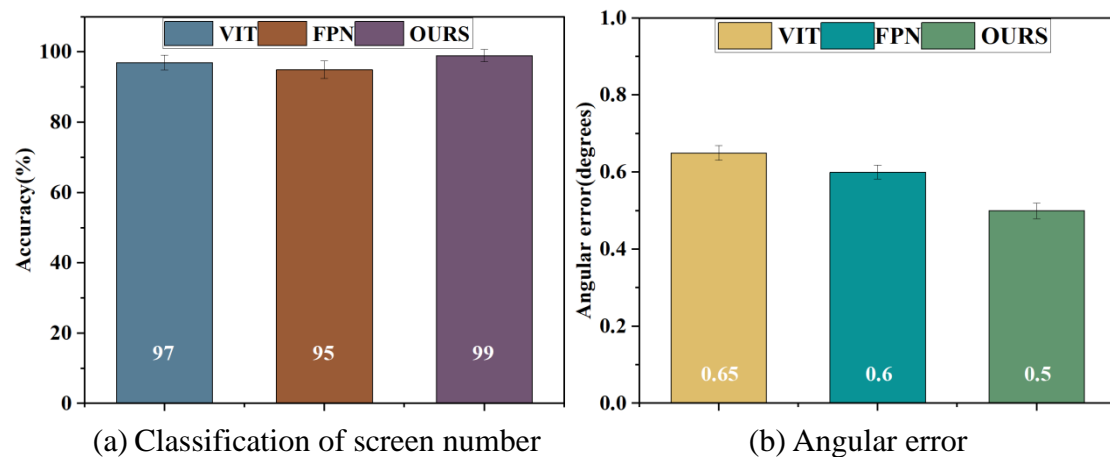 VIT FPN OURS
Accuracy(%)
100
80
60
40
20
0
97 95 99
(a) Classification of screen number
VIT FPN OURS
Angular error(degrees)
1.0
0.8
0.6
0.4
0.2
0.0
0.65 0.6 0.5
(b) Angular error